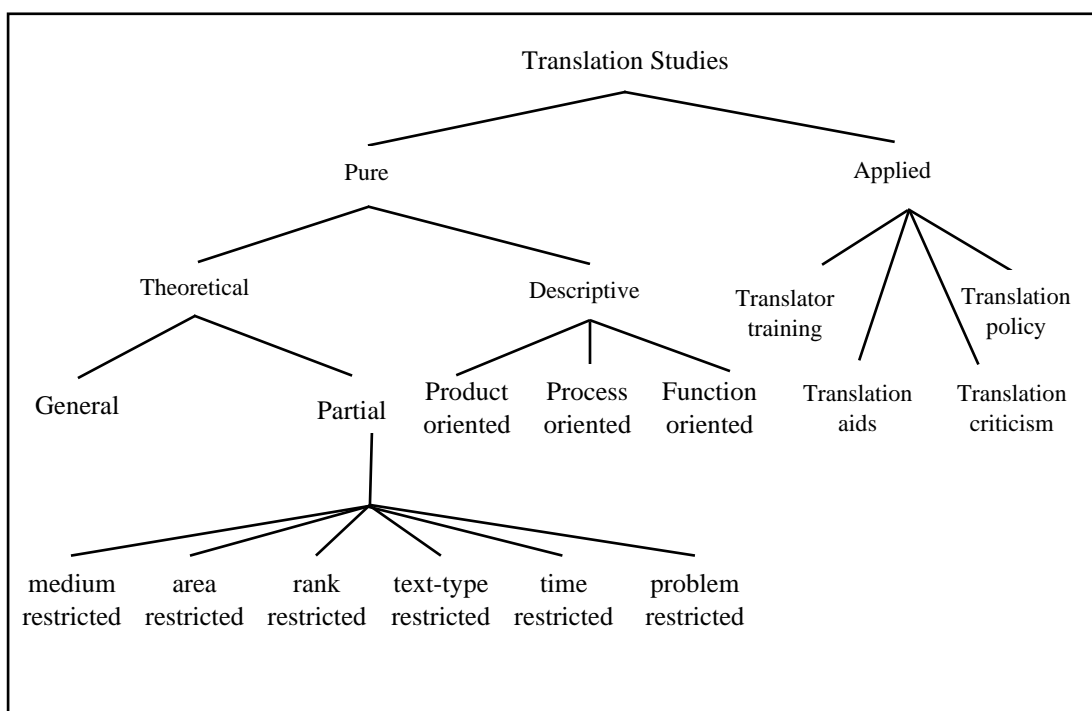 Translation Studies
Pure
Applied
Theoretical
Descriptive
Translator
training
Translation
policy
General
Partial
Product
oriented
Process
oriented
Function
oriented
Translation
aids
Translation
criticism
medium
restricted
area
restricted
rank
restricted
text-type
restricted
time
restricted
problem
restricted